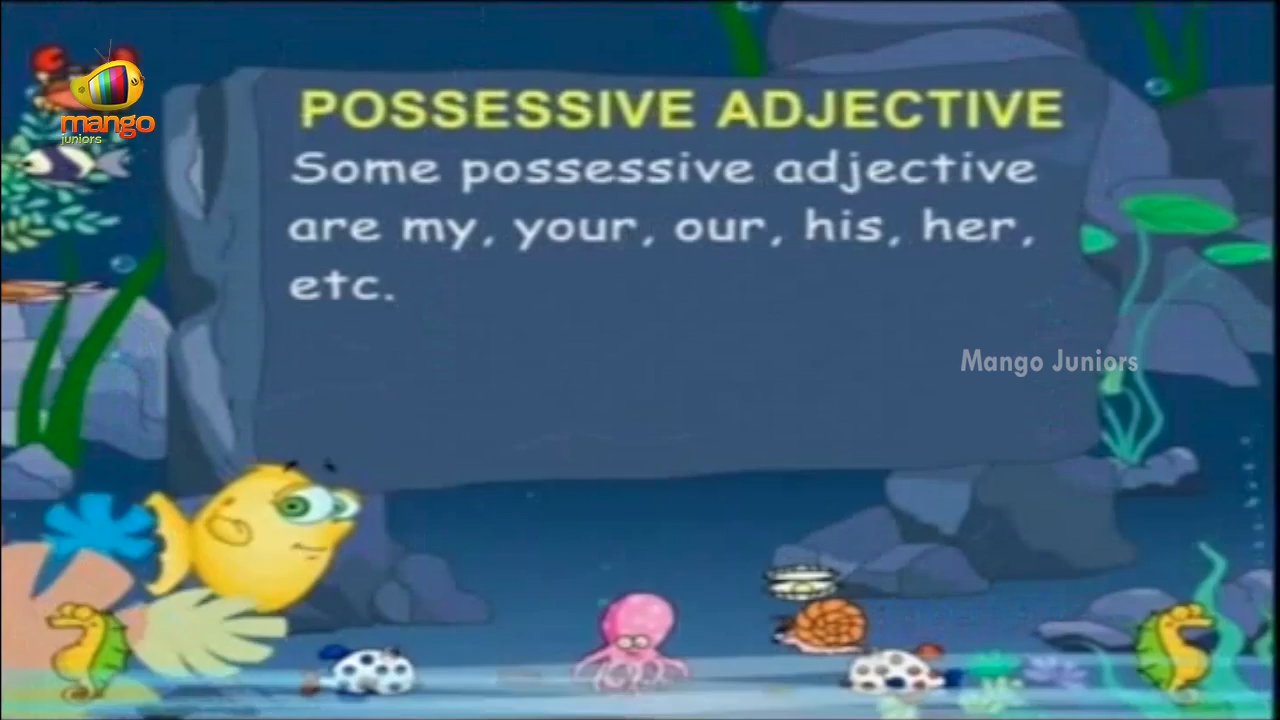 mango
juniors
POSSESSIVE ADJECTIVE
Some possessive adjective
are my, your, our, his, her,
etc.
Mango Juniors